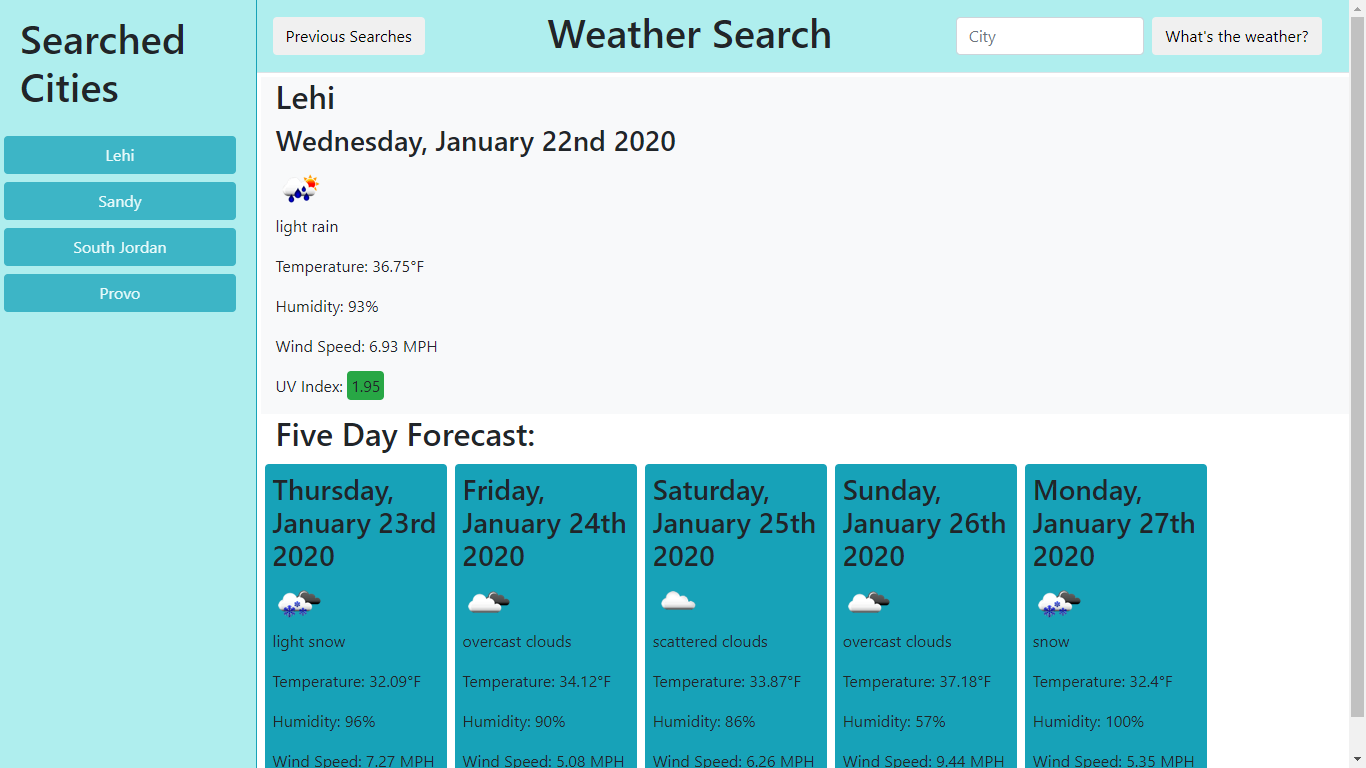 Searched
Cities
Lehi
Sandy
South Jordan
Provo
Previous Searches
Weather Search
City
What's the weather?
Lehi
Wednesday, January 22nd 2020
light rain
Temperature: 36.75°F
Humidity: 93%
Wind Speed: 6.93 MPH
UV Index: 1.95
Five Day Forecast:
Thursday,
January 23rd
2020
light snow
Temperature: 32.09°F
Humidity: 96%
Wind Speed: 7.27 MPH
Friday,
January 24th
2020
overcast clouds
Temperature: 34.12°F
Humidity: 90%
Wind Speed: 5.08 MPH
Saturday,
January 25th
2020
scattered clouds
Temperature: 33.87°F
Humidity: 86%
Wind Speed: 6.26 MPH
Sunday,
January 26th
2020
overcast clouds
Temperature: 37.18°F
Humidity: 57%
Wind Speed: 9.44 MPH
Monday,
January 27th
2020
snow
Temperature: 32.4°F
Humidity: 100%
Wind Speed: 5.35 MPH